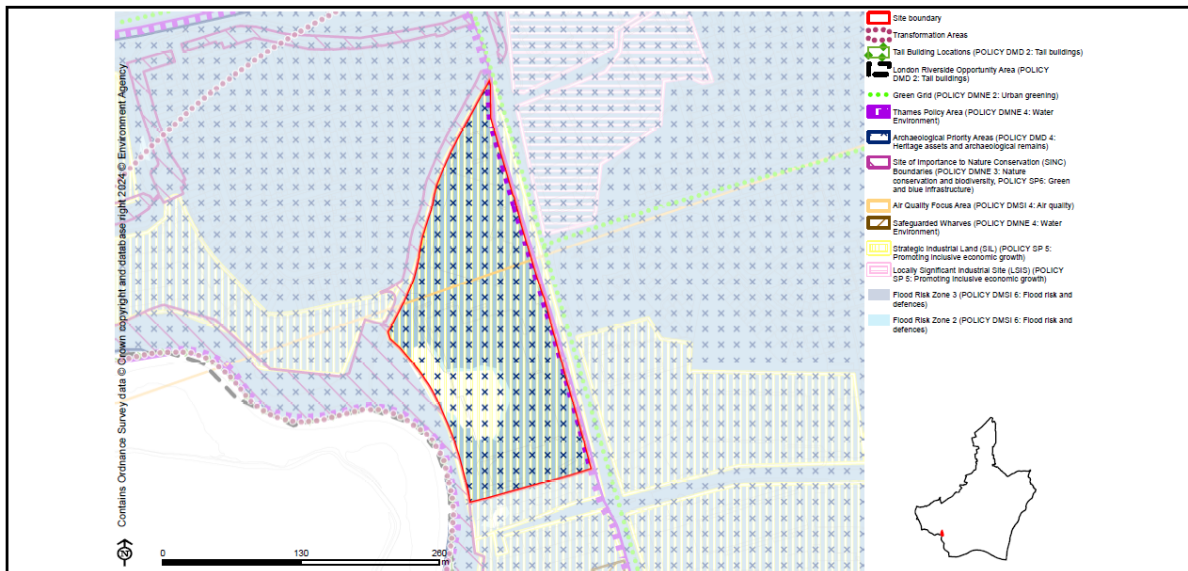 Contains Ordnance Survey data © Crown copyright and database right 2024 © Environment Agency
N
0
130
260
m
Site boundary
Transformation Areas
Tall Building Locations (POLICY DMD 2: Tall buildings)
London Riverside Opportunity Area (POLICY
DMD 2: Tall buildings)
Green Grid (POLICY DMNE 2: Urban greening)
Thames Policy Area (POLICY DMNE 4: Water
Environment)
Archaeological Priority Areas (POLICY DMD 4:
Heritage assets and archaeological remains)
Site of Importance to Nature Conservation (SINC)
Boundaries (POLICY DMNE 3: Nature
conservation and biodiversity, POLICY SP6: Green
and blue infrastructure)
Air Quality Focus Area (POLICY DMSI 4: Air quality)
Safeguarded Wharves (POLICY DMNE 4: Water
Environment)
Strategic Industrial Land (SIL) (POLICY SP 5:
Promoting inclusive economic growth)
Locally Significant Industrial Site (LSIS) (POLICY
SP 5: Promoting inclusive economic growth)
Flood Risk Zone 3 (POLICY DMSI 6: Flood risk and
defences)
Flood Risk Zone 2 (POLICY DMSI 6: Flood risk and
defences)